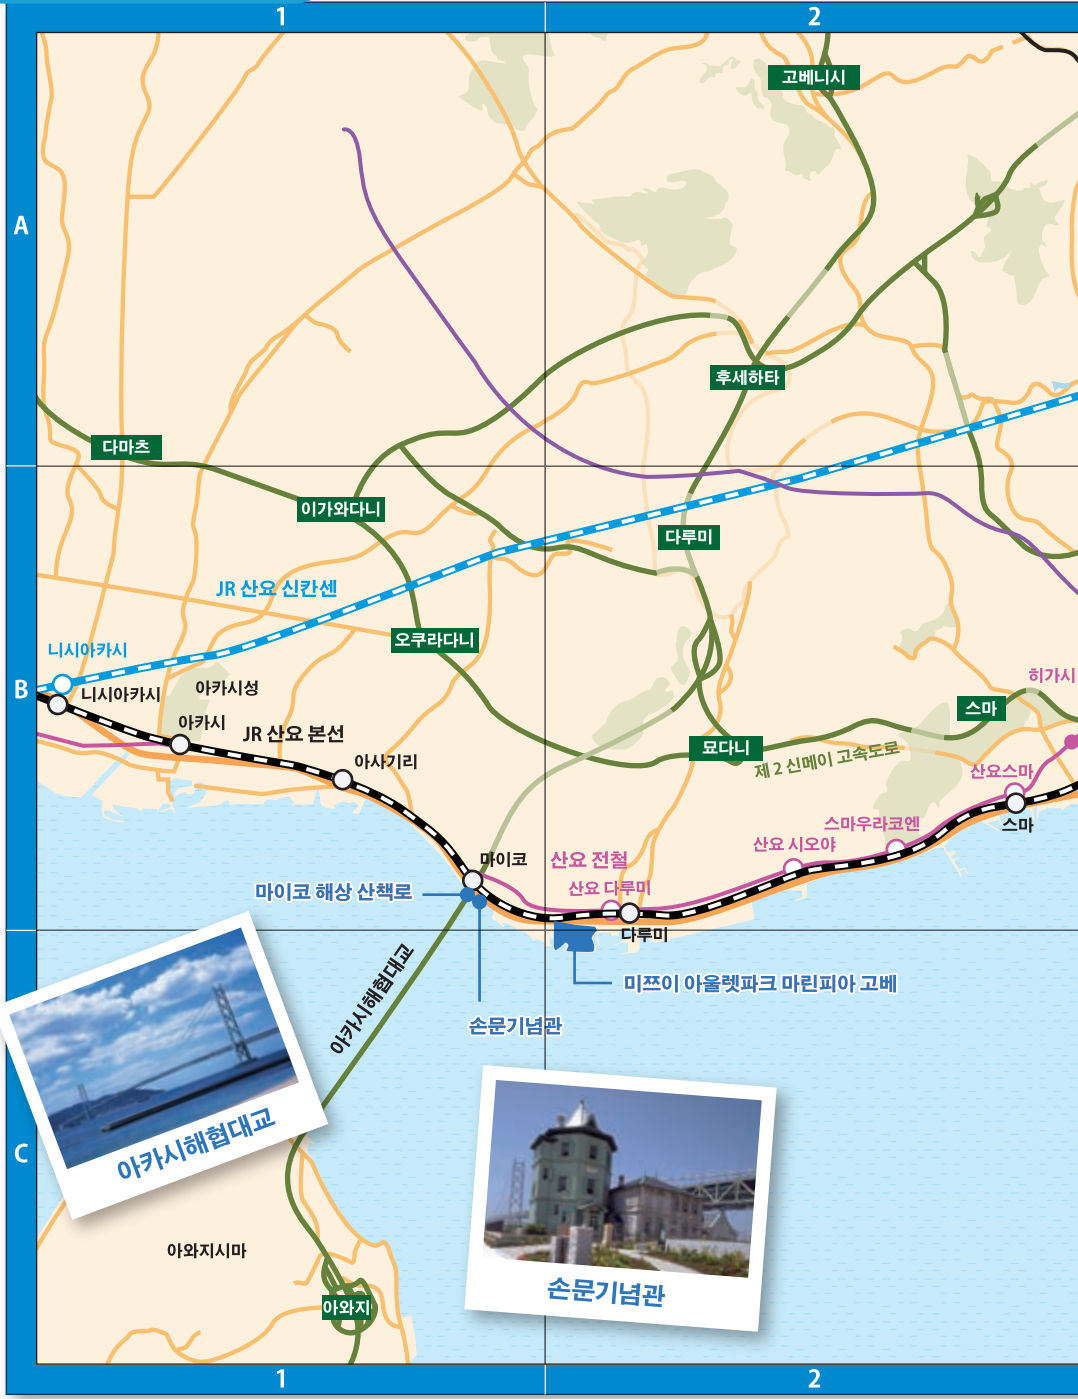 1
2
고베니시
A
후세하타
다마츠
이가와다니
다루미
JR 산요 신칸센
오쿠라다니
니시아카시
B
니시아카시
아카시성
히가시
스마
아카시
JR 산요 본선
묘다니
제 2 신메이 고속도로
아사기리
산요스마
스마
스마우라코엔
산요 시오야
마이코
산요 전철
산요 다루미
마이코 해상 산책로
다루미
미쯔이 아울렛파크 마린피아 고베
아카시해협대교
손문기념관
아카시해협대교
C
아와지시마
손문기념관
아와지
1
2